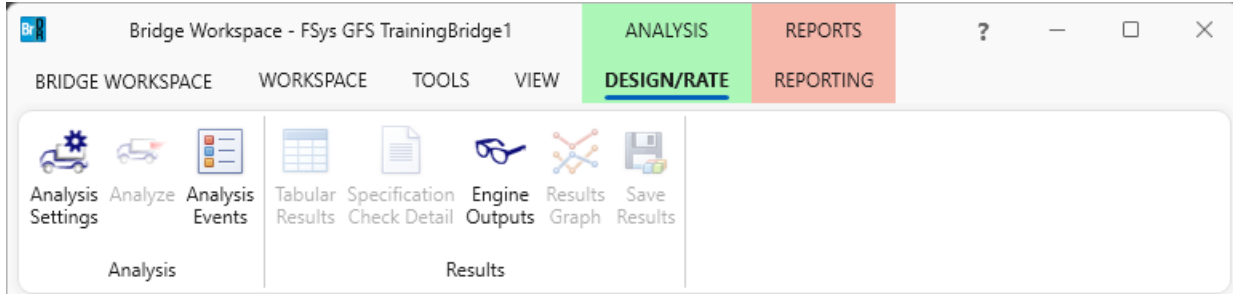 BrDR Bridge Workspace - FSys GFS TrainingBridge1 ANALYSIS REPORTS ?
BRIDGE WORKSPACE WORKSPACE TOOLS VIEW DESIGN/RATE REPORTING
Analysis Analyze Analysis Tabular Specification Engine Results Save
Settings Events Results Check Detail Outputs Graph Results
Analysis Results